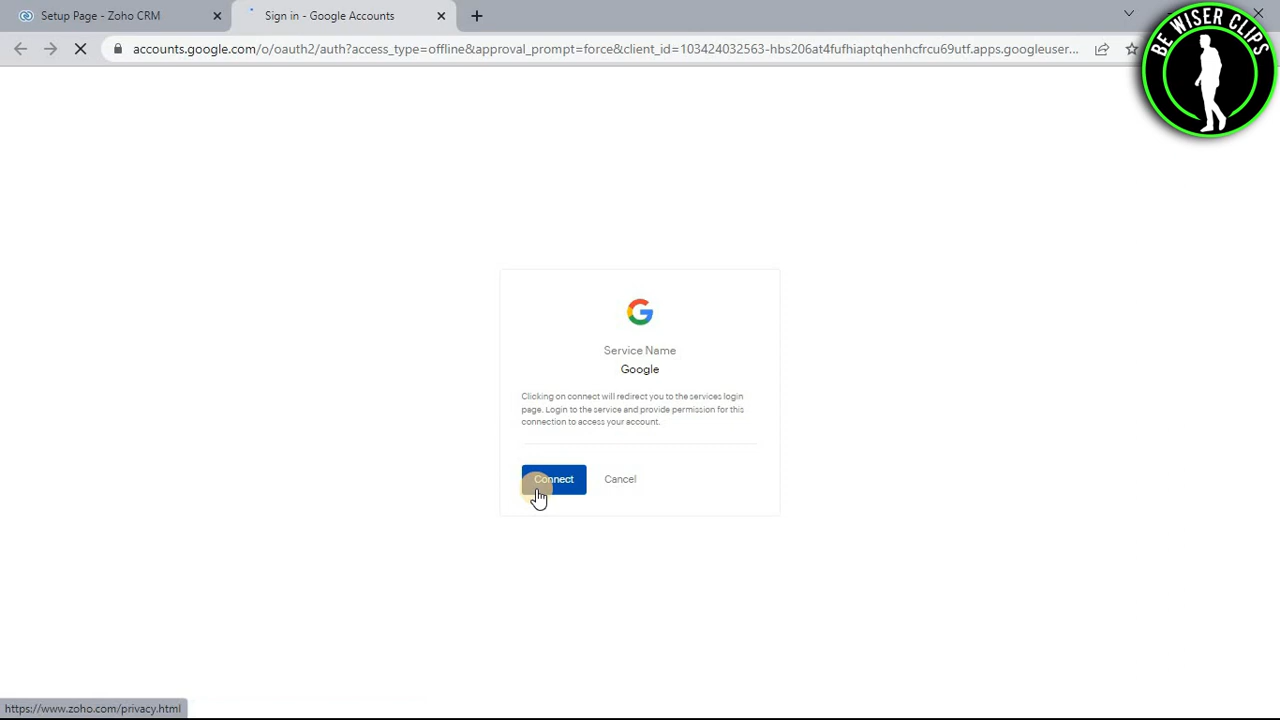 Setup Page - Zoho CRM
Sign in - Google Accounts
accounts.google.com/o/oauth2/auth?access_type=offline&approval_prompt=force&client_id=103424032563-hbs206at4fufhiaptqhenhcfrcu69utf.apps.googleuser...
BE WISER CLIPS
Service Name
Google
Clicking on connect will redirect you to the services login
page. Login to the service and provide permission for this
connection to access your account.
Connect Cancel
https://www.zoho.com/privacy.html